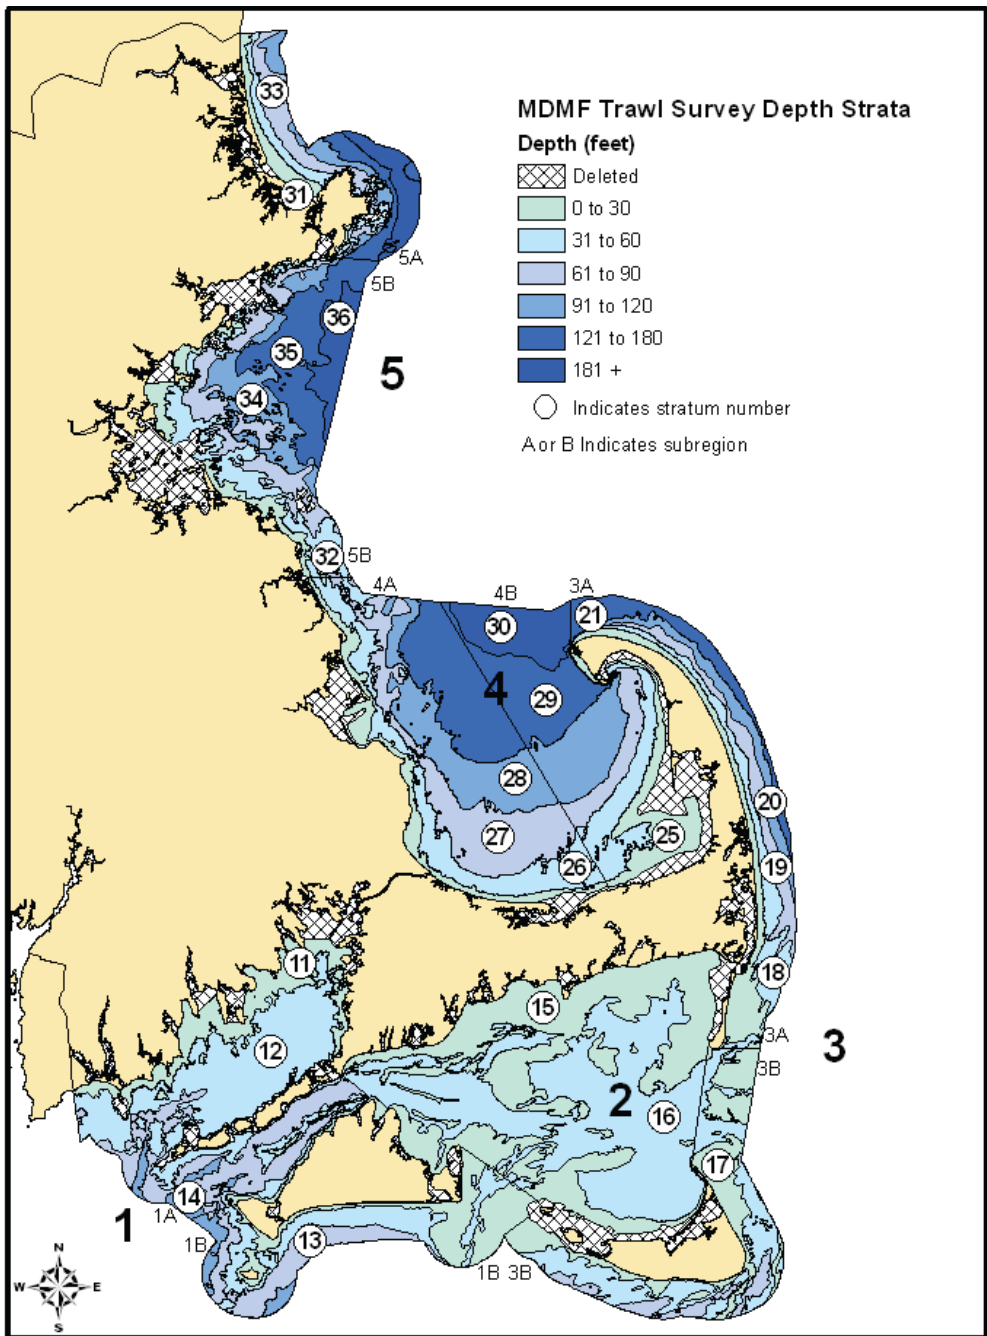 MDMF Trawl Survey Depth Strata
Depth (feet)
Deleted
0 to 30
31 to 60
61 to 90
91 to 120
121 to 180
181 +
Indicates stratum number
A or B Indicates subregion
33
31
5A
5B
36
35
5
34
32
5B
4A
4B
3A
30
21
4
29
28
20
27
25
26
19
11
18
15
12
3A
3
3B
2
16
17
14
1A
1
1B
13
1B
3B
N
W
E
S